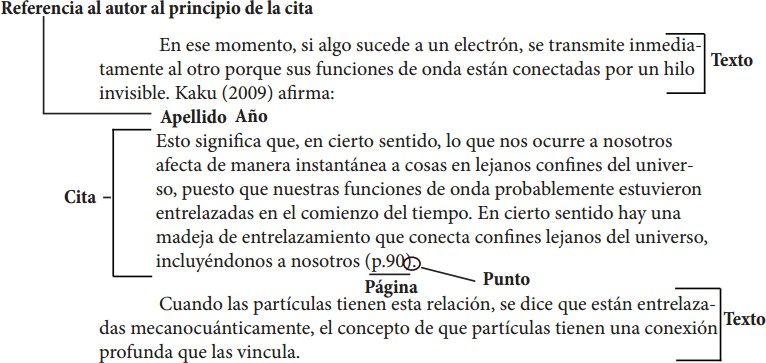 Referencia al autor al principio de la cita
En ese momento, si algo sucede a un electrón, se transmite inmedia-
tamente al otro porque sus funciones de onda están conectadas por un hilo
invisible. Kaku (2009) afirma:
Texto
Apellido Año
Esto significa que, en cierto sentido, lo que nos ocurre a nosotros
afecta de manera instantánea a cosas en lejanos confines del univer-
so, puesto que nuestras funciones de onda probablemente estuvieron
entrelazadas en el comienzo del tiempo. En cierto sentido hay una
madeja de entrelazamiento que conecta confines lejanos del universo,
incluyéndonos a nosotros (p.90).
Cita
Página
Punto
Cuando las partículas tienen esta relación, se dice que están entrelaza-
das mecanocuánticamente, el concepto de que partículas tienen una conexión
profunda que las vincula.
Texto